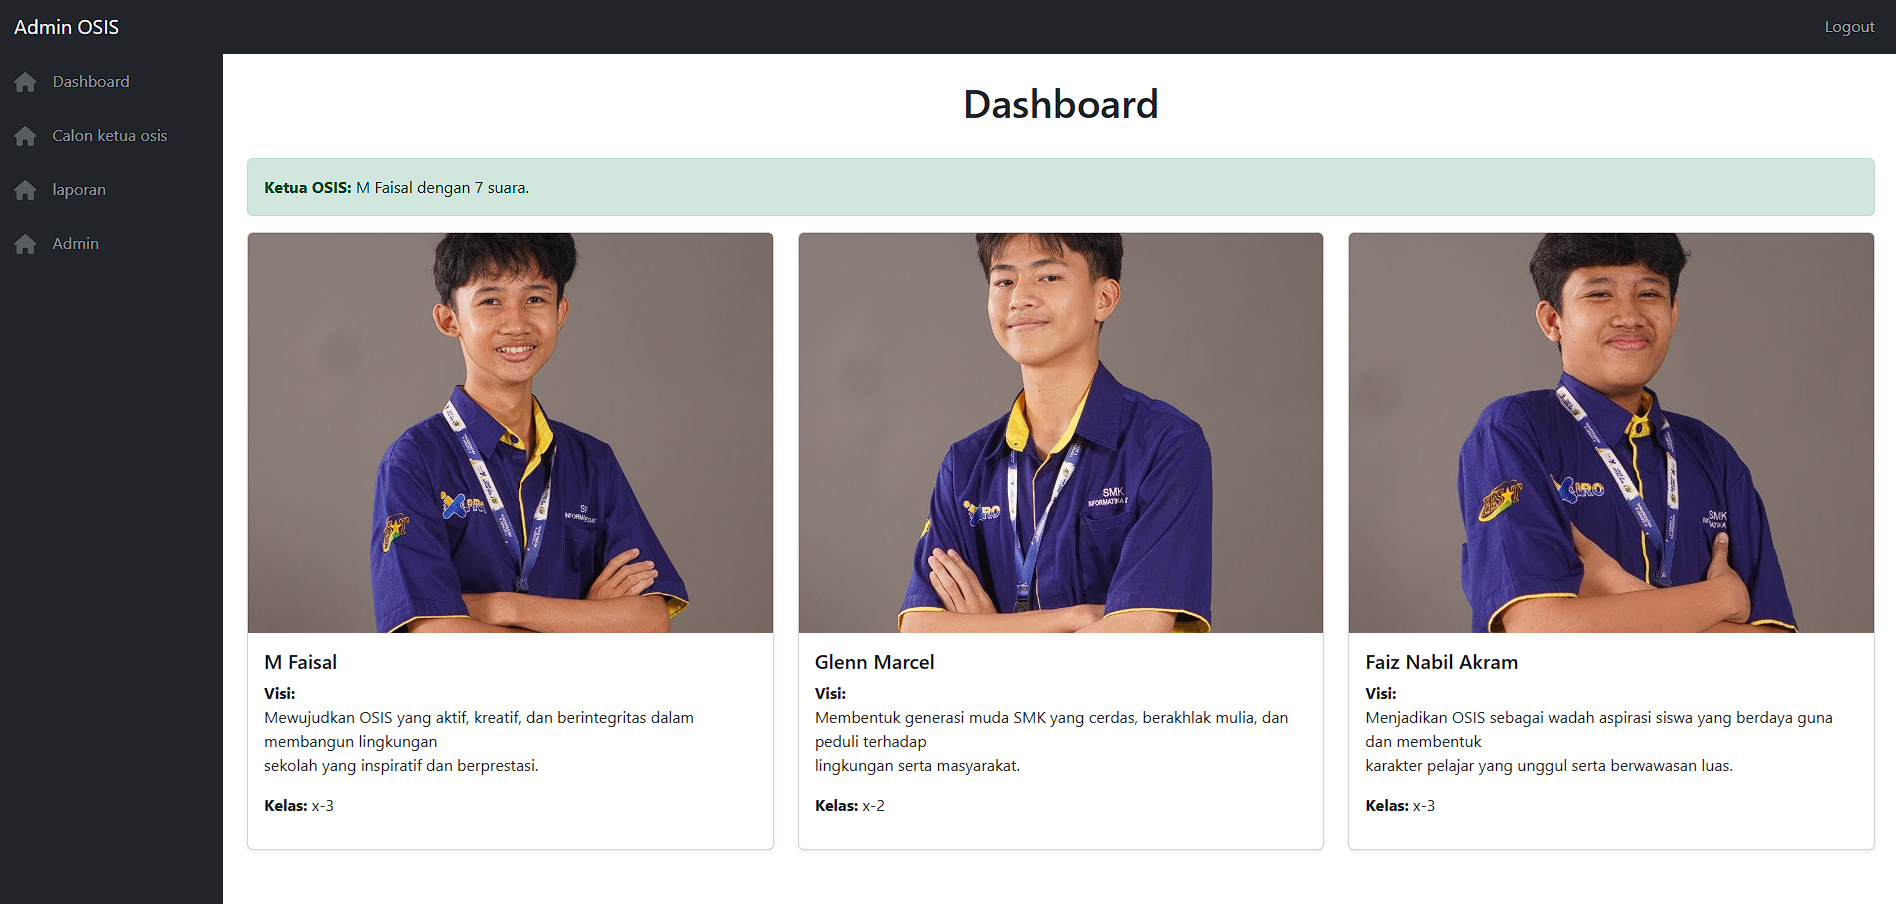 Admin OSIS
Logout
Dashboard
Calon ketua osis
laporan
Admin
Dashboard
Ketua OSIS: M Faisal dengan 7 suara.
SMK
INFORMATIKA
SMK
M Faisal
Visi:
Mewujudkan OSIS yang aktif, kreatif, dan berintegritas dalam
membangun lingkungan
sekolah yang inspiratif dan berprestasi.
Kelas: x-3
Glenn Marcel
Visi:
Membentuk generasi muda SMK yang cerdas, berakhlak mulia, dan
peduli terhadap
lingkungan serta masyarakat.
Kelas: x-2
Faiz Nabil Akram
Visi:
Menjadikan OSIS sebagai wadah aspirasi siswa yang berdaya guna
dan membentuk
karakter pelajar yang unggul serta berwawasan luas.
Kelas: x-3